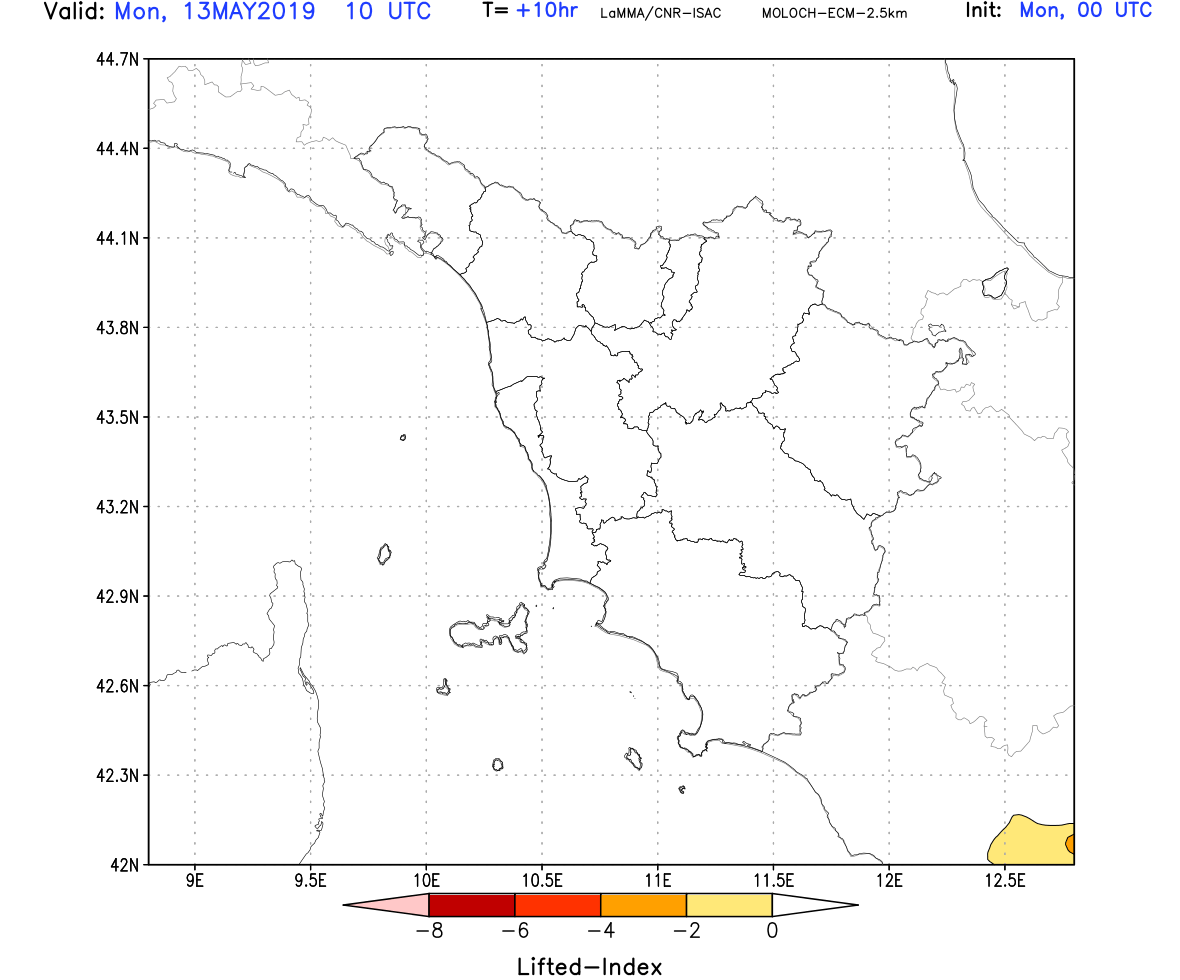 Valid: Mon, 13MAY2019 10 UTC T= +10hr LaMMA/CNR-ISAC MOLOCH-ECM-2.5km Init: Mon, 00 UTC
44.7N
44.4N
44.1N
43.8N
43.5N
43.2N
42.9N
42.6N
42.3N
42N
9E 9.5E 10E 10.5E 11E 11.5E 12E 12.5E
-8 -6 -4 -2 0
Lifted-Index